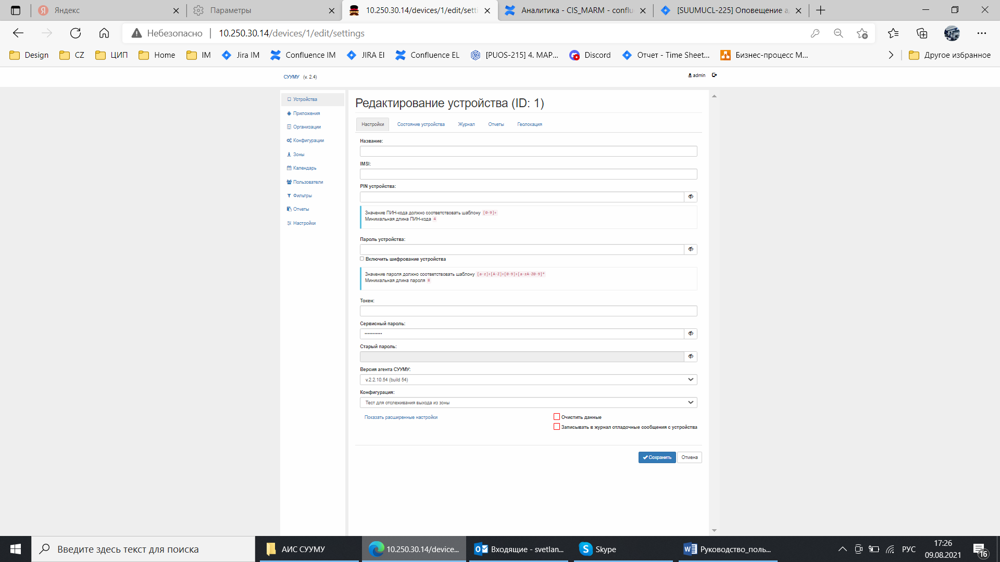 Яндекс
Параметры
10.250.30.14/devices/1/edit/setti
Аналитика - CIS_MARM - conflu
[SUUMUCL-225] Оповещение а
Небезопасно
10.250.30.14/devices/1/edit/settings
Design
CZ
ЦИП
Home
IM
Jira IM
Confluence IM
JIRA EI
Confluence EL
[PUOS-215] 4. MAP...
Discord
Отчет - Time Sheet...
Бизнес-процесс M...
Другое избранное
СУУМУ (v. 2.4)
admin
Устройства
Приложения
Организации
Конфигурации
Зоны
Календарь
Пользователи
Фильтры
Отчеты
Настройки
Редактирование устройства (ID: 1)
Настройки
Состояние устройства
Журнал
Отчеты
Геолокация
Название:
IMSI:
PIN устройства:
Значение ПИН-кода должно соответствовать шаблону [0-9]+
Минимальная длина ПИН-кода 4
Пароль устройства:
Включить шифрование устройства
Значение пароля должно соответствовать шаблону [a-z]+[A-Z]+[0-9]+[a-zA-Z0-9]*
Минимальная длина пароля 8
Токен:
Сервисный пароль:
Старый пароль:
Версия агента СУУМУ:
v.2.2.10.54 (build 54)
Конфигурация:
Тест для отслеживания выхода из зоны
Показать расширенные настройки
Очистить данные
Записывать в журнал отладочные сообщения с устройства
Сохранить
Отмена
Введите здесь текст для поиска
АИС СУУМУ
10.250.30.14/device...
Входящие - svetlan...
Skype
Руководство_поль...
РУС
17:26
09.08.2021
16